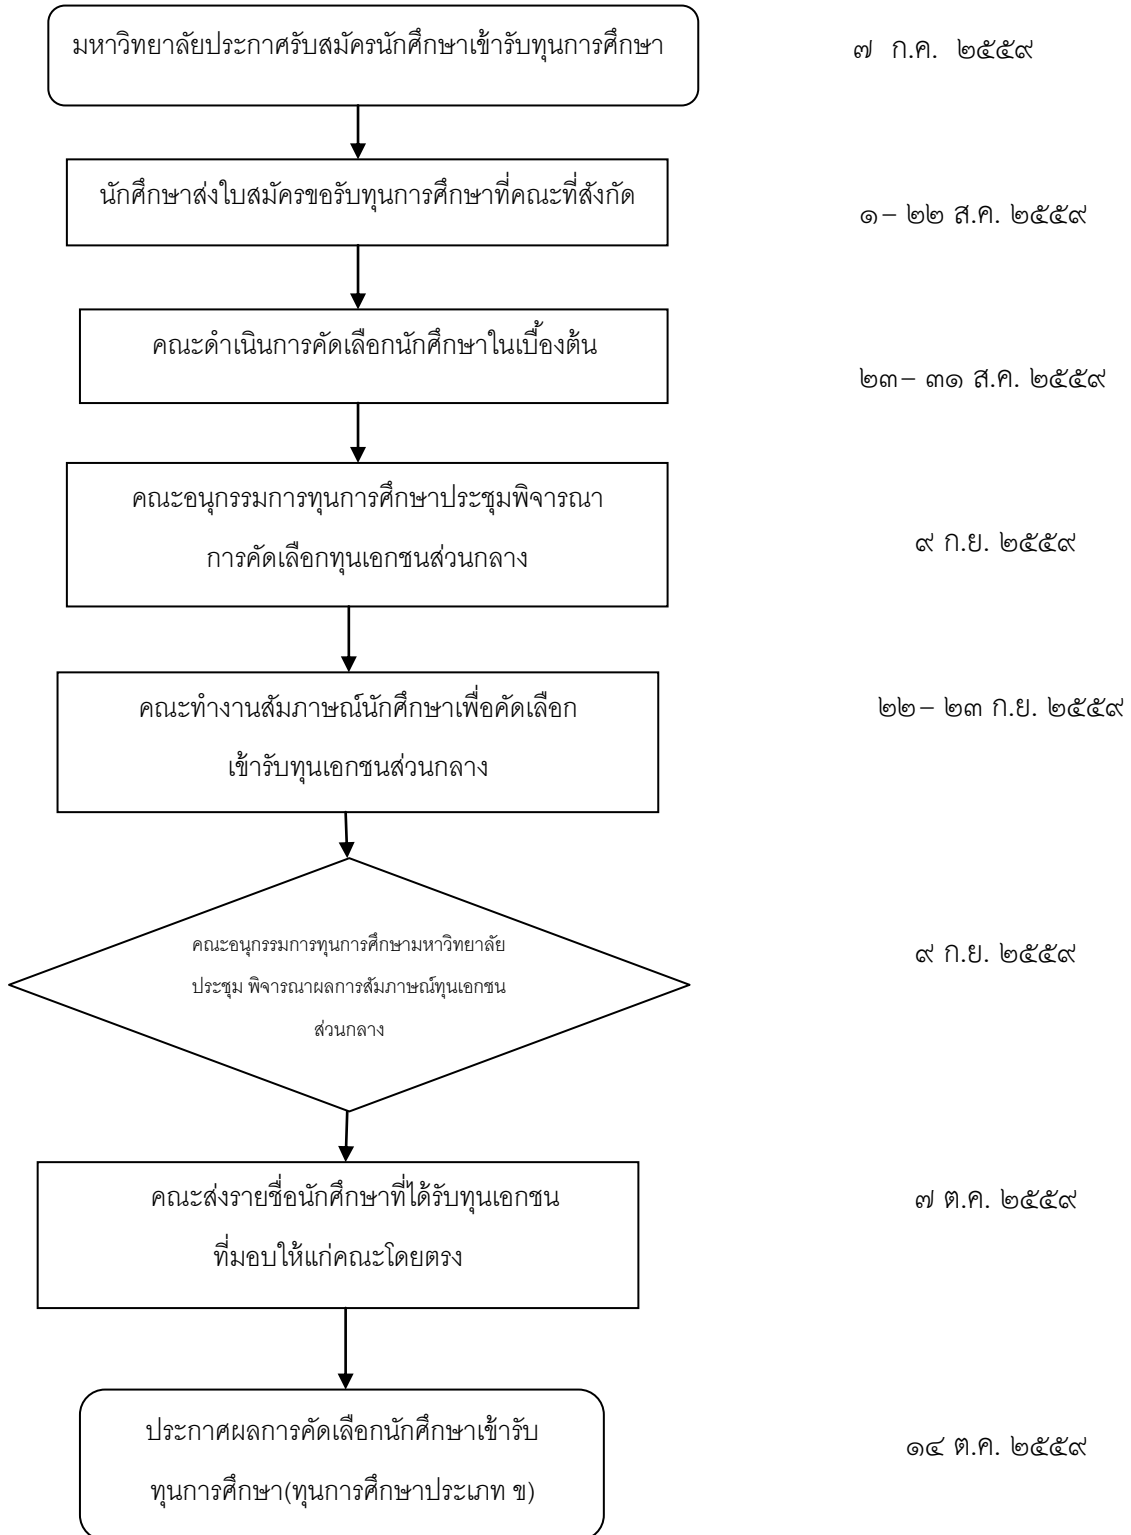 มหาวิทยาลัยประกาศรับสมัครนักศึกษาเข้ารับทุนการศึกษา
๗ ก.ค. ๒๕๕๙
นักศึกษาส่งใบสมัครขอรับทุนการศึกษาที่คณะที่สังกัด
๑– ๒๒ ส.ค. ๒๕๕๙
คณะดำเนินการคัดเลือกนักศึกษาในเบื้องต้น
๒๓– ๓๑ ส.ค. ๒๕๕๙
คณะอนุกรรมการทุนการศึกษาประชุมพิจารณา
การคัดเลือกทุนเอกชนส่วนกลาง
๙ ก.ย. ๒๕๕๙
คณะทำงานสัมภาษณ์นักศึกษาเพื่อคัดเลือก
เข้ารับทุนเอกชนส่วนกลาง
๒๒– ๒๓ ก.ย. ๒๕๕๙
คณะอนุกรรมการทุนการศึกษามหาวิทยาลัย
ประชุม พิจารณาผลการสัมภาษณ์ทุนเอกชน
ส่วนกลาง
๙ ก.ย. ๒๕๕๙
คณะส่งรายชื่อนักศึกษาที่ได้รับทุนเอกชน
ที่มอบให้แก่คณะโดยตรง
๗ ต.ค. ๒๕๕๙
ประกาศผลการคัดเลือกนักศึกษาเข้ารับ
ทุนการศึกษา(ทุนการศึกษาประเภท ข)
๑๔ ต.ค. ๒๕๕๙